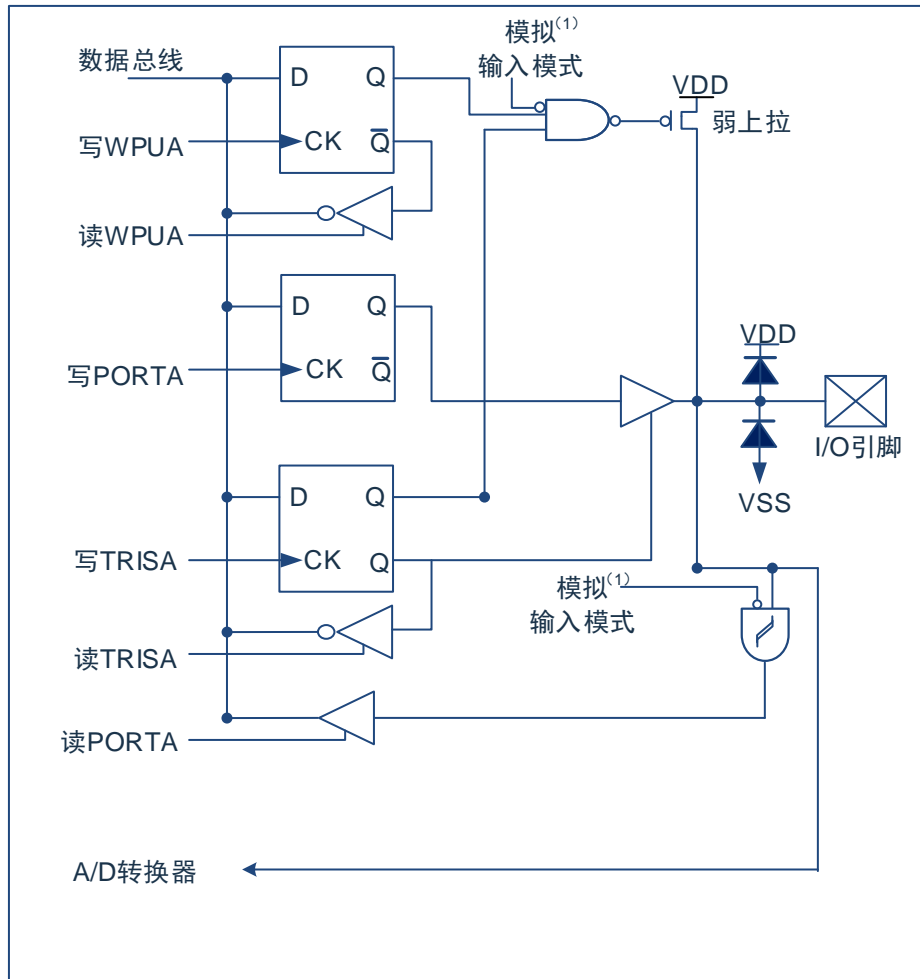 模拟(1)
输入模式
数据总线
D
Q
VDD
弱上拉
写WPUA
CK
Q̅
读WPUA
D
Q
VDD
写PORTA
CK
Q̅
I/O引脚
D
Q
VSS
写TRISA
CK
Q
模拟(1)
输入模式
读TRISA
读PORTA
A/D转换器